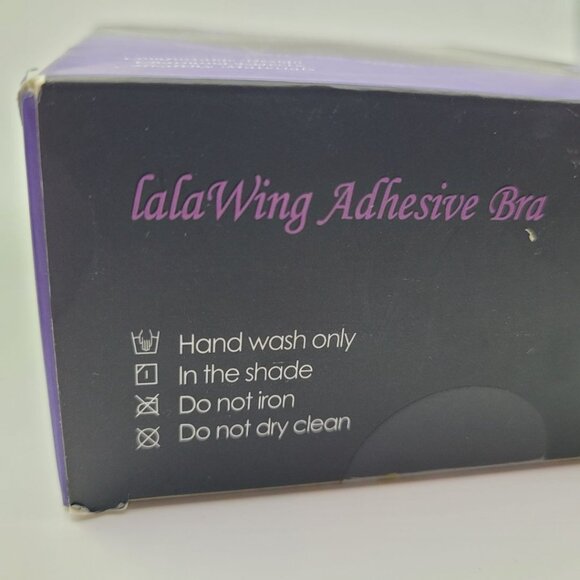 lalaWing Adhesive Bra
Hand wash only
In the shade
Do not iron
Do not dry clean